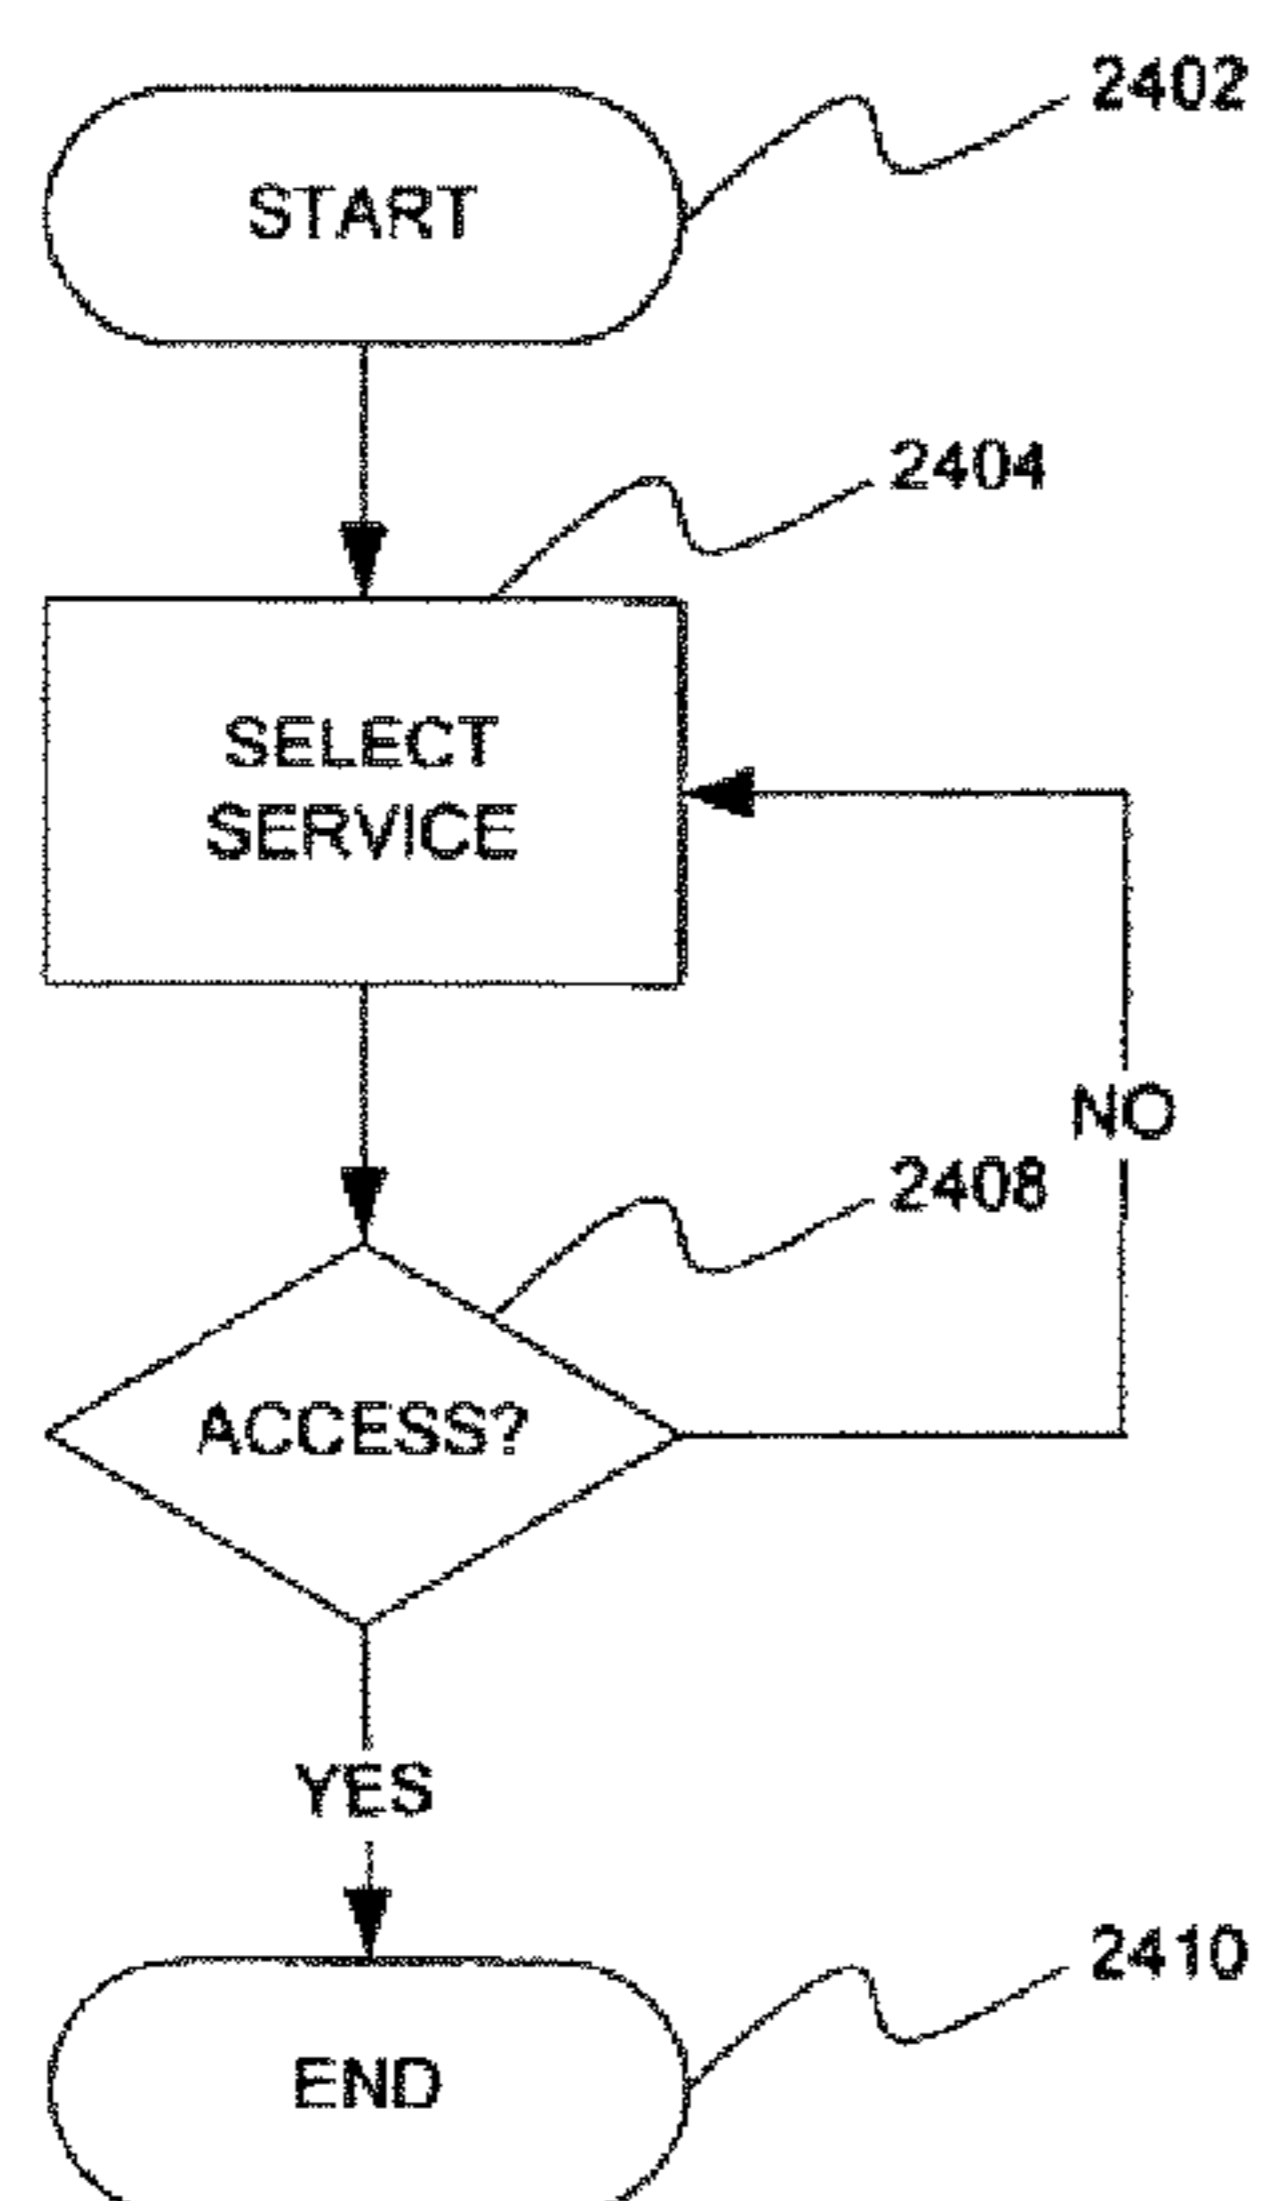 2402
START
2404
SELECT
SERVICE
NO
2408
ACCESS?
YES
2410
END